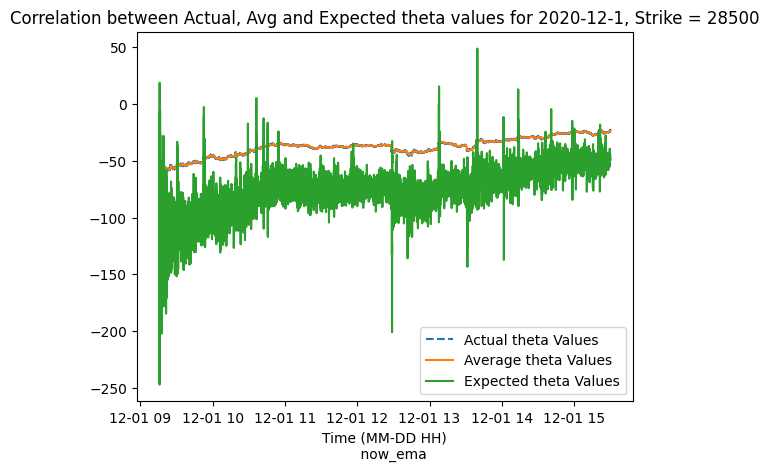 Correlation between Actual, Avg and Expected theta values for 2020-12-1, Strike = 28500
50
0
−50
−100
−150
−200
−250
Actual theta Values
Average theta Values
Expected theta Values
12-01 09 12-01 10 12-01 11 12-01 12 12-01 13 12-01 14 12-01 15
Time (MM-DD HH)
now_ema